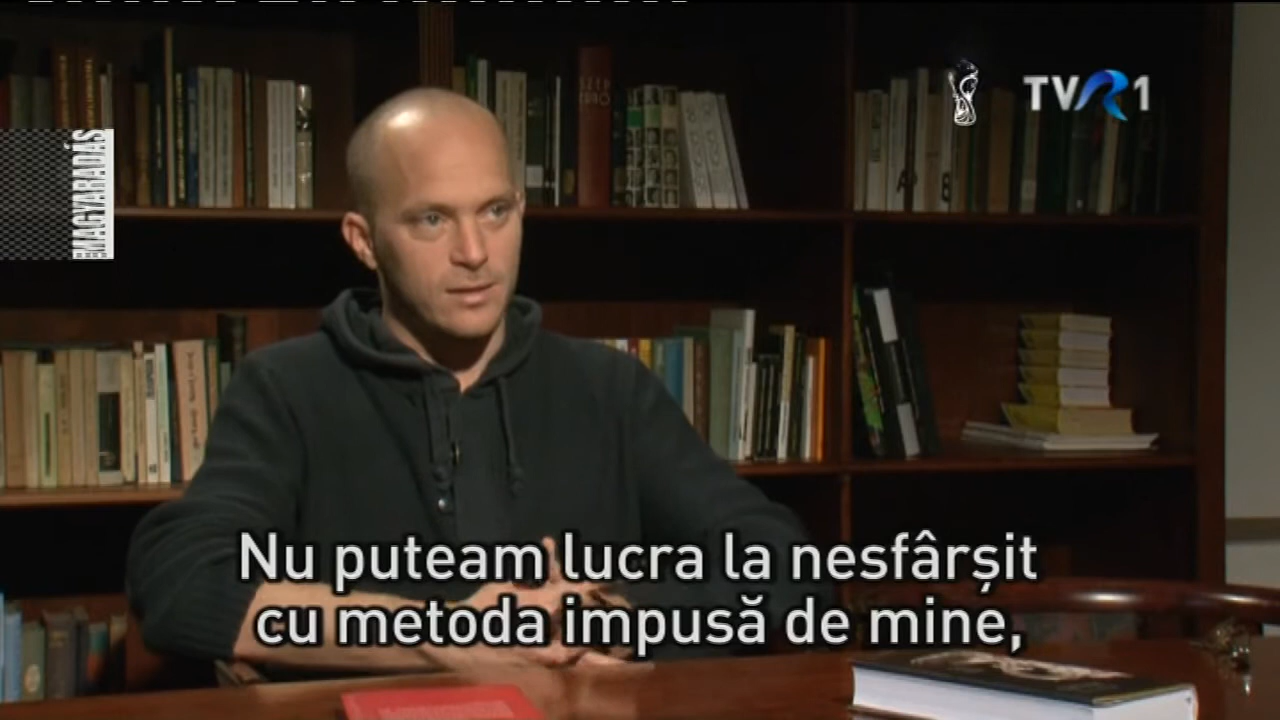 TVR1
MAGYARADÁS
Nu puteam lucra la nesfârșit
cu metoda impusă de mine,